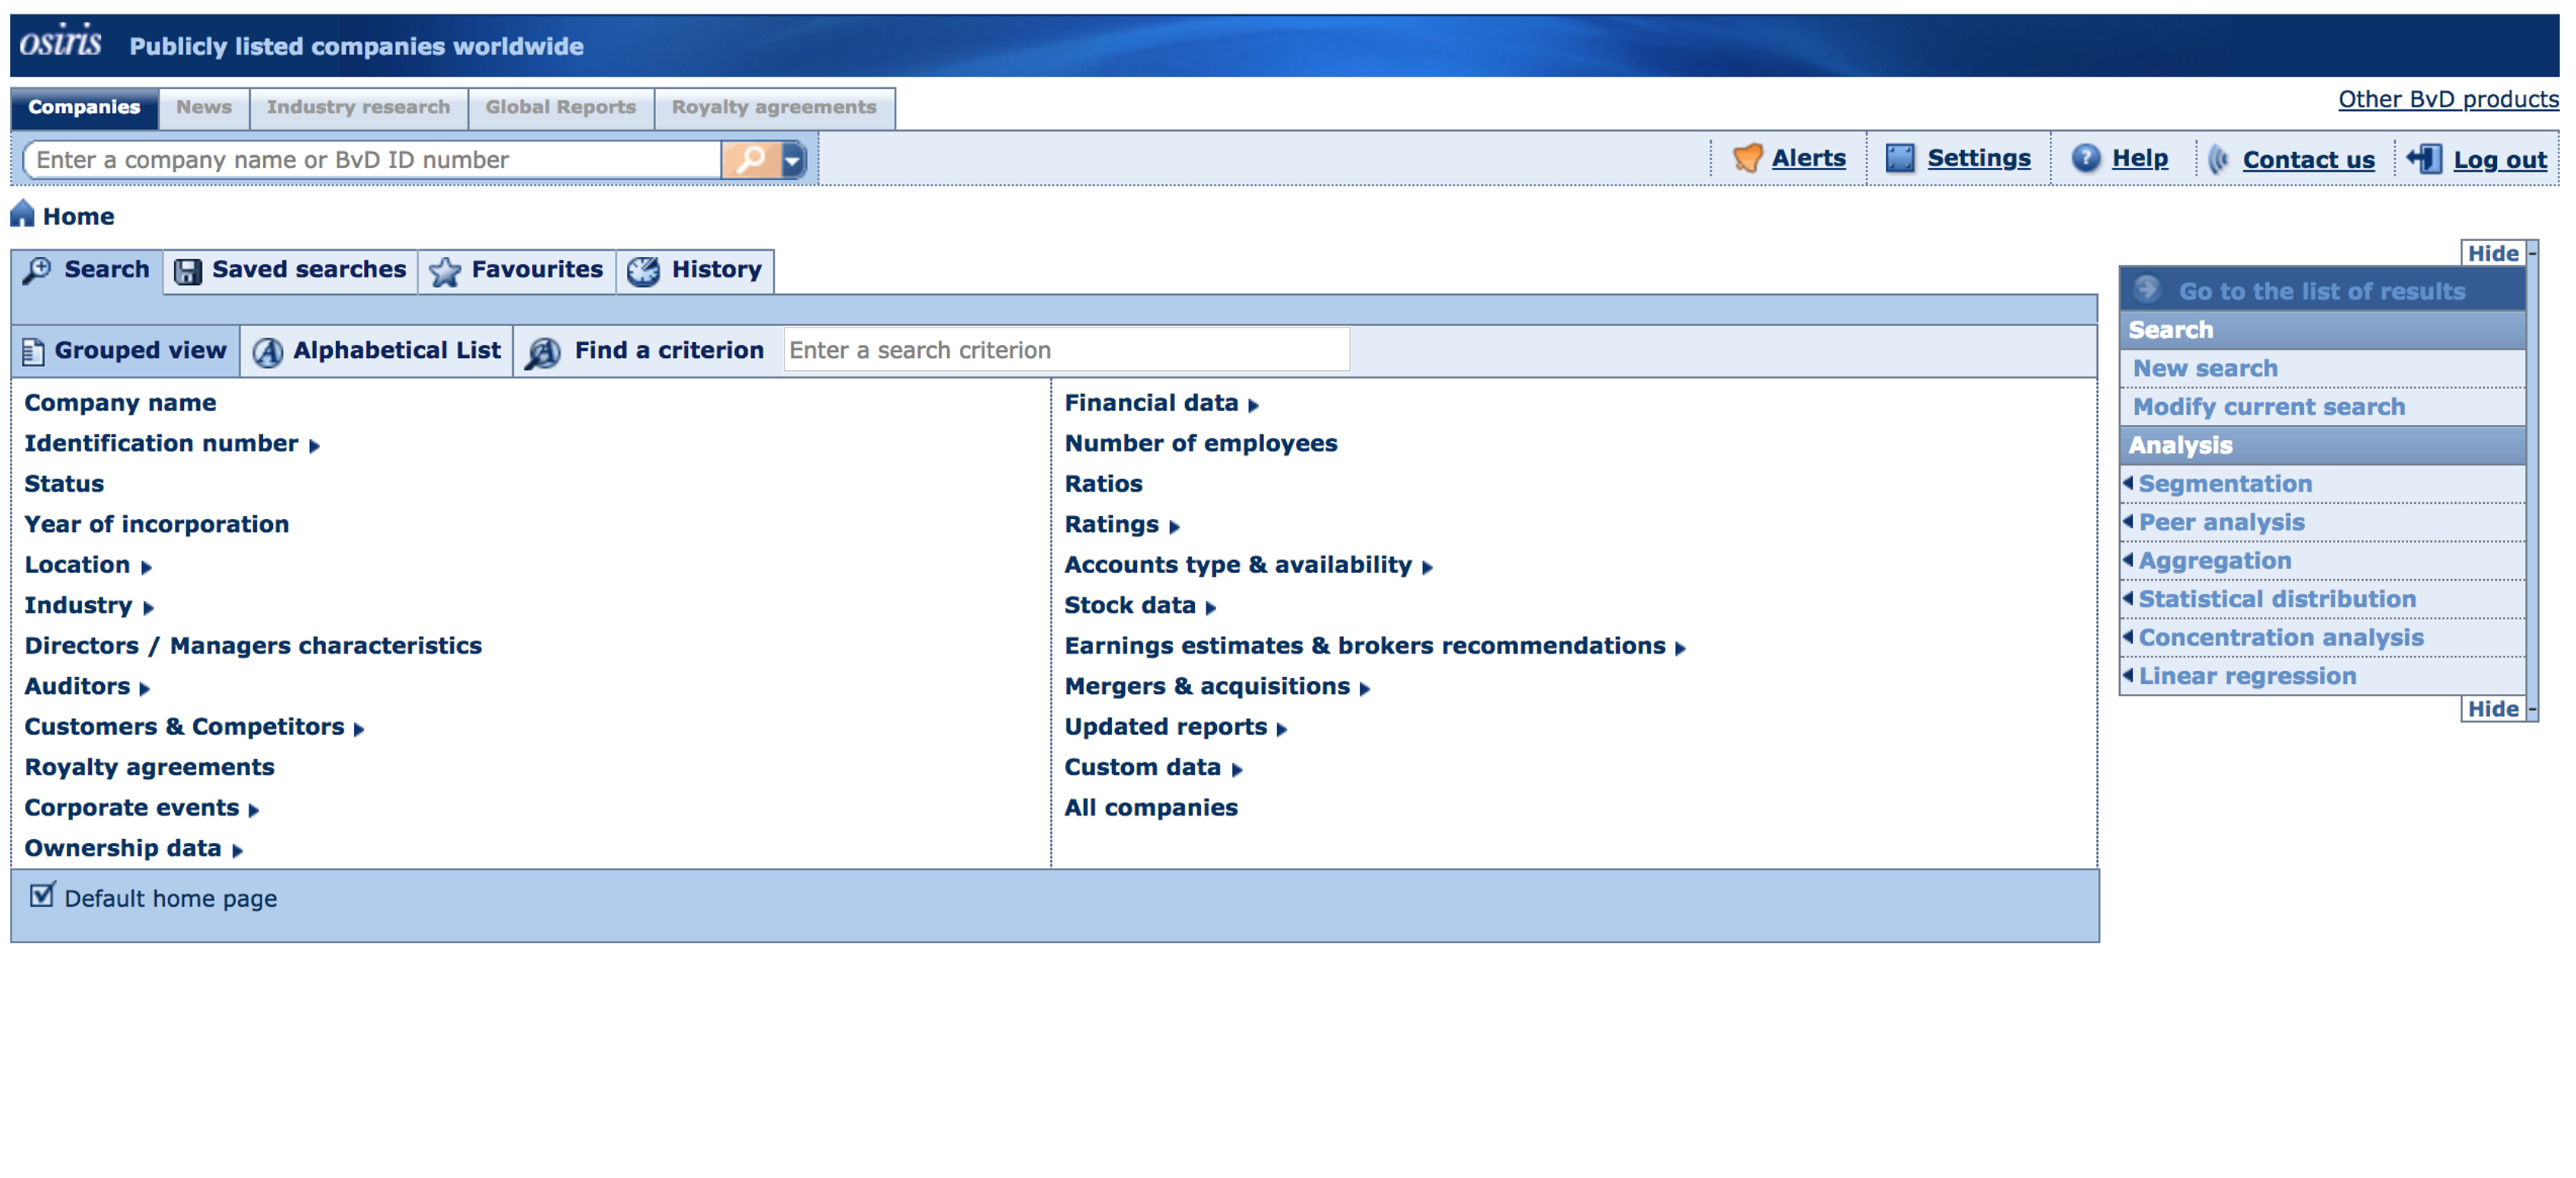 osiris Publicly listed companies worldwide
Companies News Industry research Global Reports Royalty agreements
Other BvD products
Enter a company name or BvD ID number
Alerts Settings Help Contact us Log out
Home
Search Saved searches Favourites History
Grouped view Alphabetical List Find a criterion Enter a search criterion
Company name
Identification number
Status
Year of incorporation
Location
Industry
Directors / Managers characteristics
Auditors
Customers & Competitors
Royalty agreements
Corporate events
Ownership data
Financial data
Number of employees
Ratios
Ratings
Accounts type & availability
Stock data
Earnings estimates & brokers recommendations
Mergers & acquisitions
Updated reports
Custom data
All companies
Default home page
Hide -
Go to the list of results
Search
New search
Modify current search
Analysis
Segmentation
Peer analysis
Aggregation
Statistical distribution
Concentration analysis
Linear regression
Hide -